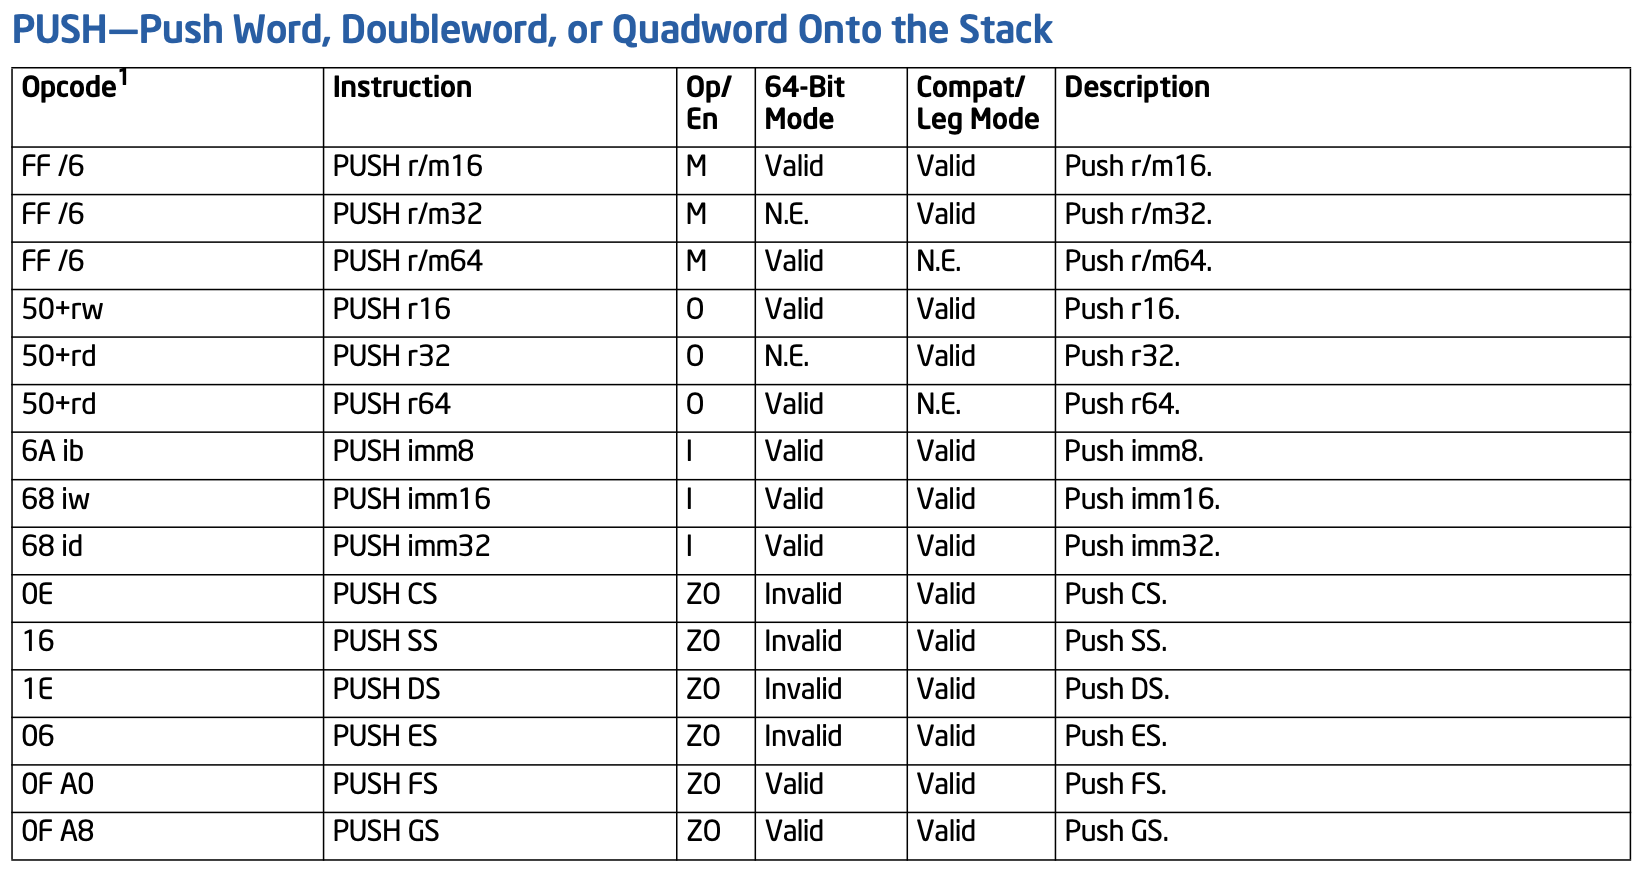 PUSH—Push Word, Doubleword, or Quadword Onto the Stack
Opcode1 Instruction Op/ En 64-Bit Mode Compat/ Leg Mode Description
FF /6 PUSH r/m16 M Valid Valid Push r/m16.
FF /6 PUSH r/m32 M N.E. Valid Push r/m32.
FF /6 PUSH r/m64 M Valid N.E. Push r/m64.
50+rw PUSH r16 O Valid Valid Push r16.
50+rd PUSH r32 O N.E. Valid Push r32.
50+rd PUSH r64 O Valid N.E. Push r64.
6A ib PUSH imm8 I Valid Valid Push imm8.
68 iw PUSH imm16 I Valid Valid Push imm16.
68 id PUSH imm32 I Valid Valid Push imm32.
0E PUSH CS ZO Invalid Valid Push CS.
16 PUSH SS ZO Invalid Valid Push SS.
1E PUSH DS ZO Invalid Valid Push DS.
06 PUSH ES ZO Invalid Valid Push ES.
0F A0 PUSH FS ZO Valid Valid Push FS.
0F A8 PUSH GS ZO Valid Valid Push GS.